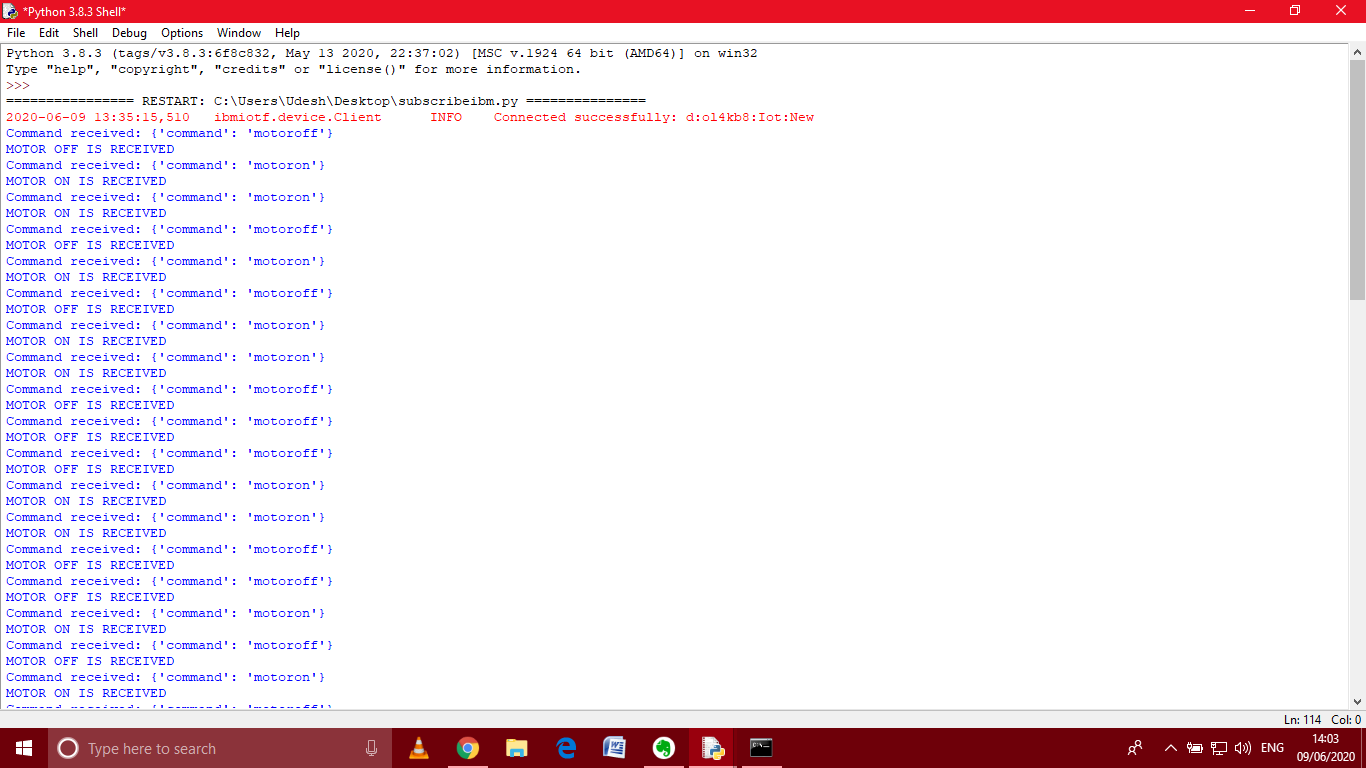 *Python 3.8.3 Shell*
File Edit Shell Debug Options Window Help
Python 3.8.3 (tags/v3.8.3:6f8c832, May 13 2020, 22:37:02) [MSC v.1924 64 bit (AMD64)] on win32
Type "help", "copyright", "credits" or "license()" for more information.
>>>
================ RESTART: C:\Users\Udesh\Desktop\subscribeibm.py ===============
2020-06-09 13:35:15,510 ibmiotf.device.Client INFO Connected successfully: d:ol4kb8:Iot:New
Command received: {'command': 'motoroff'}
MOTOR OFF IS RECEIVED
Command received: {'command': 'motoron'}
MOTOR ON IS RECEIVED
Command received: {'command': 'motoron'}
MOTOR ON IS RECEIVED
Command received: {'command': 'motoroff'}
MOTOR OFF IS RECEIVED
Command received: {'command': 'motoron'}
MOTOR ON IS RECEIVED
Command received: {'command': 'motoroff'}
MOTOR OFF IS RECEIVED
Command received: {'command': 'motoron'}
MOTOR ON IS RECEIVED
Command received: {'command': 'motoron'}
MOTOR ON IS RECEIVED
Command received: {'command': 'motoroff'}
MOTOR OFF IS RECEIVED
Command received: {'command': 'motoroff'}
MOTOR OFF IS RECEIVED
Command received: {'command': 'motoroff'}
MOTOR OFF IS RECEIVED
Command received: {'command': 'motoron'}
MOTOR ON IS RECEIVED
Command received: {'command': 'motoron'}
MOTOR ON IS RECEIVED
Command received: {'command': 'motoroff'}
MOTOR OFF IS RECEIVED
Command received: {'command': 'motoroff'}
MOTOR OFF IS RECEIVED
Command received: {'command': 'motoron'}
MOTOR ON IS RECEIVED
Command received: {'command': 'motoroff'}
MOTOR OFF IS RECEIVED
Command received: {'command': 'motoron'}
MOTOR ON IS RECEIVED
Command received: {'command': 'motoroff'}
Ln: 114 Col: 0
Type here to search
ENG
14:03
09/06/2020